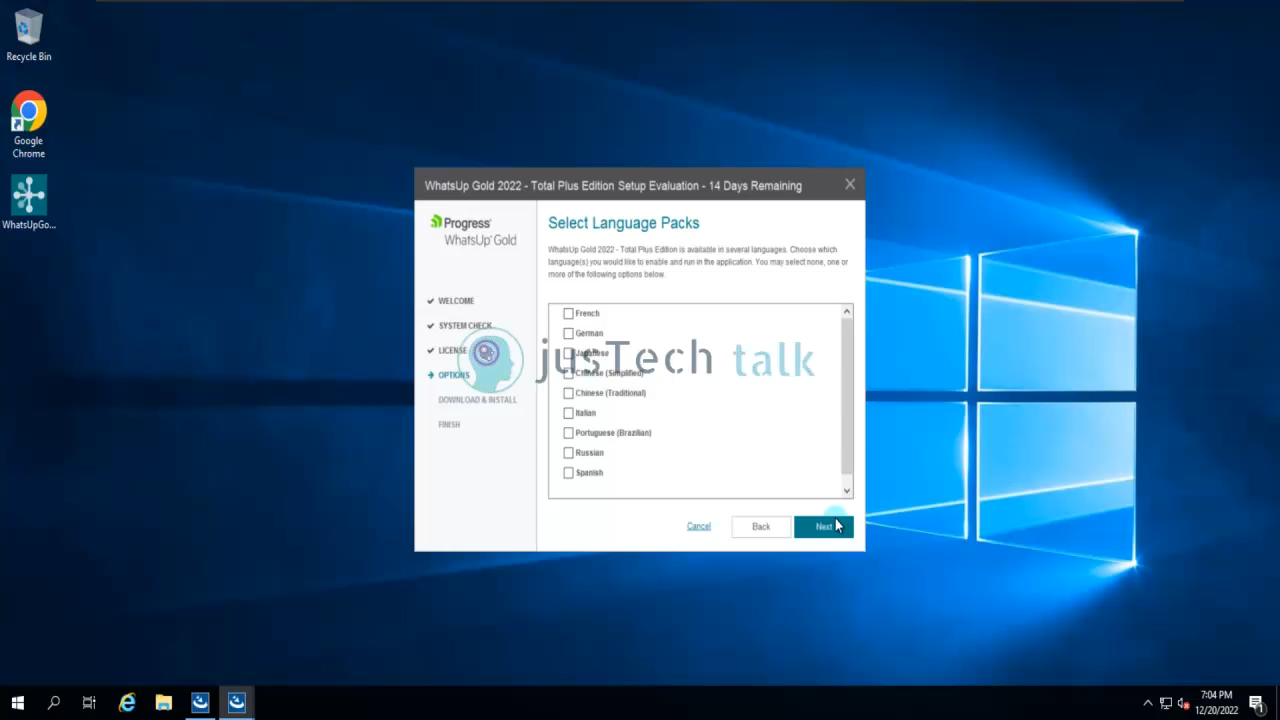 Recycle Bin
Google
Chrome
WhatsUpGo...
WhatsUp Gold 2022 - Total Plus Edition Setup Evaluation - 14 Days Remaining
Progress
WhatsUp Gold
WELCOME
SYSTEM CHECK
LICENSE
OPTIONS
DOWNLOAD & INSTALL
FINISH
Select Language Packs
WhatsUp Gold 2022 - Total Plus Edition is available in several languages. Choose which
language(s) you would like to enable and run in the application. You may select none, one or
more of the following options below.
French
German
Japanese
Chinese (Simplified)
Chinese (Traditional)
Italian
Portuguese (Brazilian)
Russian
Spanish
jusTech talk
Cancel
Back
Next
7:04 PM
12/20/2022
1